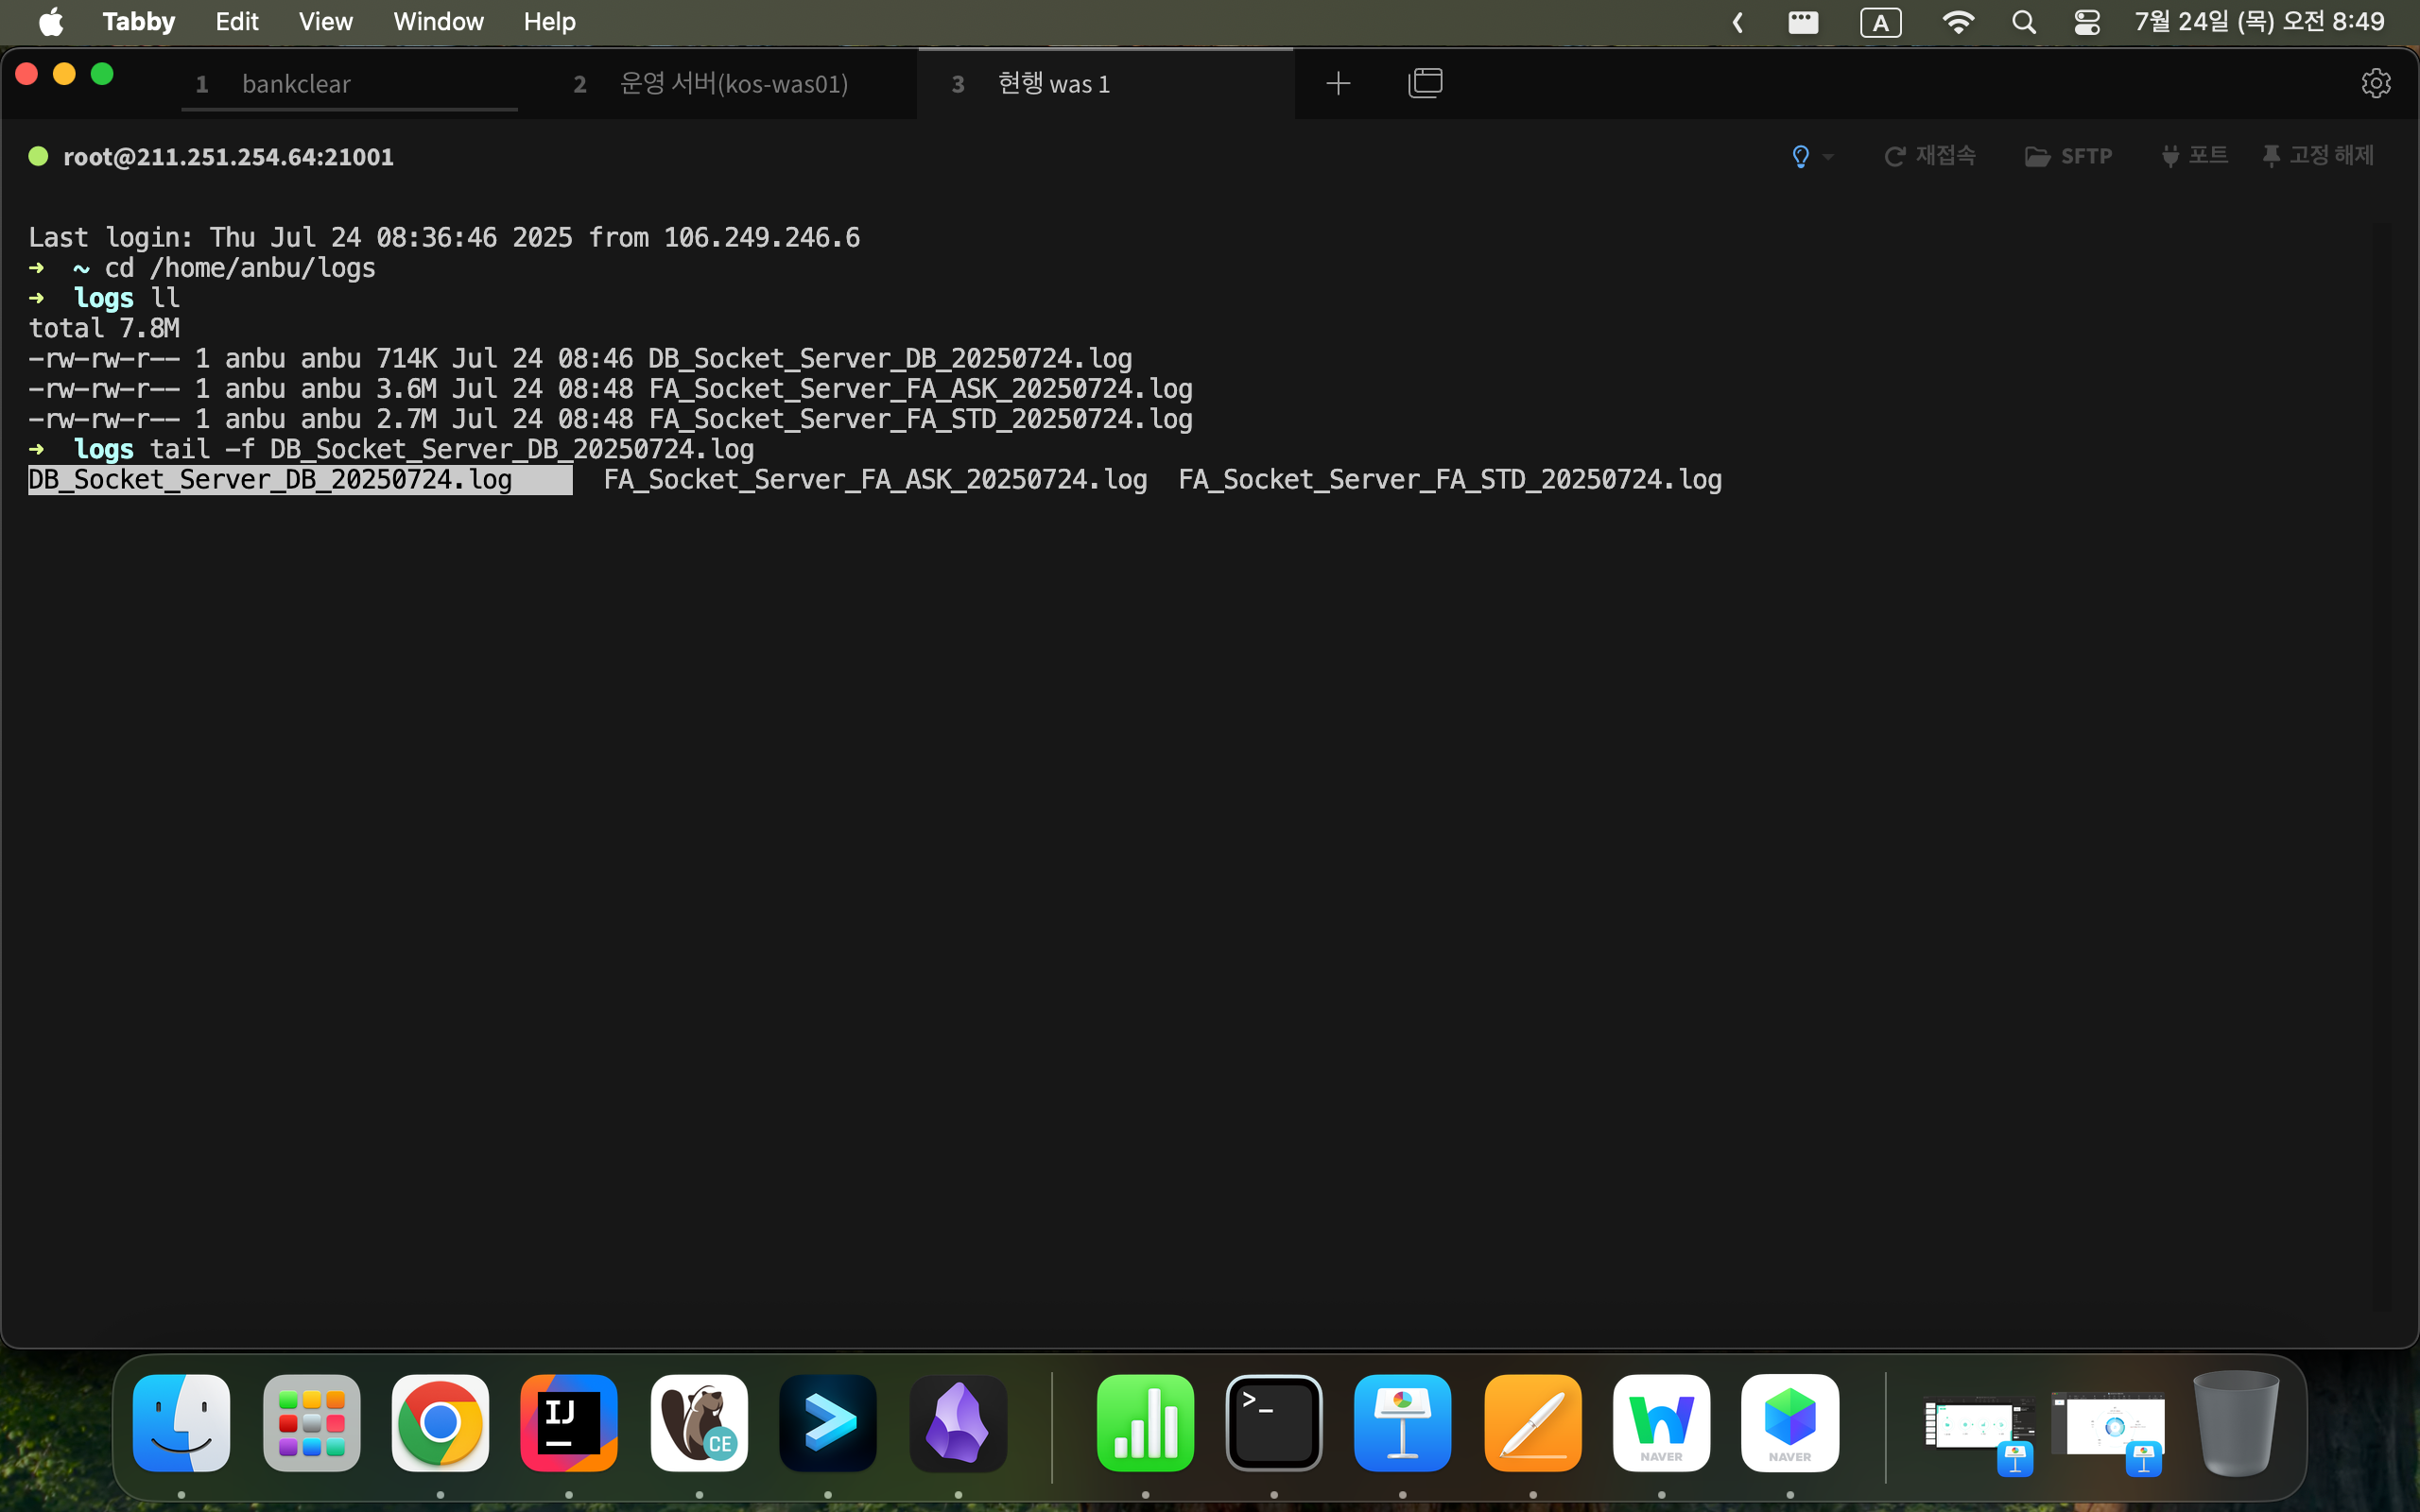 Tabby Edit View Window Help A 7월 24일 (목) 오전 8:49
1 bankclear 2 운영 서버(kos-was01) 3 현행 was 1
root@211.251.254.64:21001 재접속 SFTP 포트 고정 해제
Last login: Thu Jul 24 08:36:46 2025 from 106.249.246.6
➜ ~ cd /home/anbu/logs
➜ logs ll
total 7.8M
-rw-rw-r-- 1 anbu anbu 714K Jul 24 08:46 DB_Socket_Server_DB_20250724.log
-rw-rw-r-- 1 anbu anbu 3.6M Jul 24 08:48 FA_Socket_Server_FA_ASK_20250724.log
-rw-rw-r-- 1 anbu anbu 2.7M Jul 24 08:48 FA_Socket_Server_FA_STD_20250724.log
➜ logs tail -f DB_Socket_Server_DB_20250724.log
DB_Socket_Server_DB_20250724.log FA_Socket_Server_FA_ASK_20250724.log FA_Socket_Server_FA_STD_20250724.log
IJ CE >_ NAVER NAVER